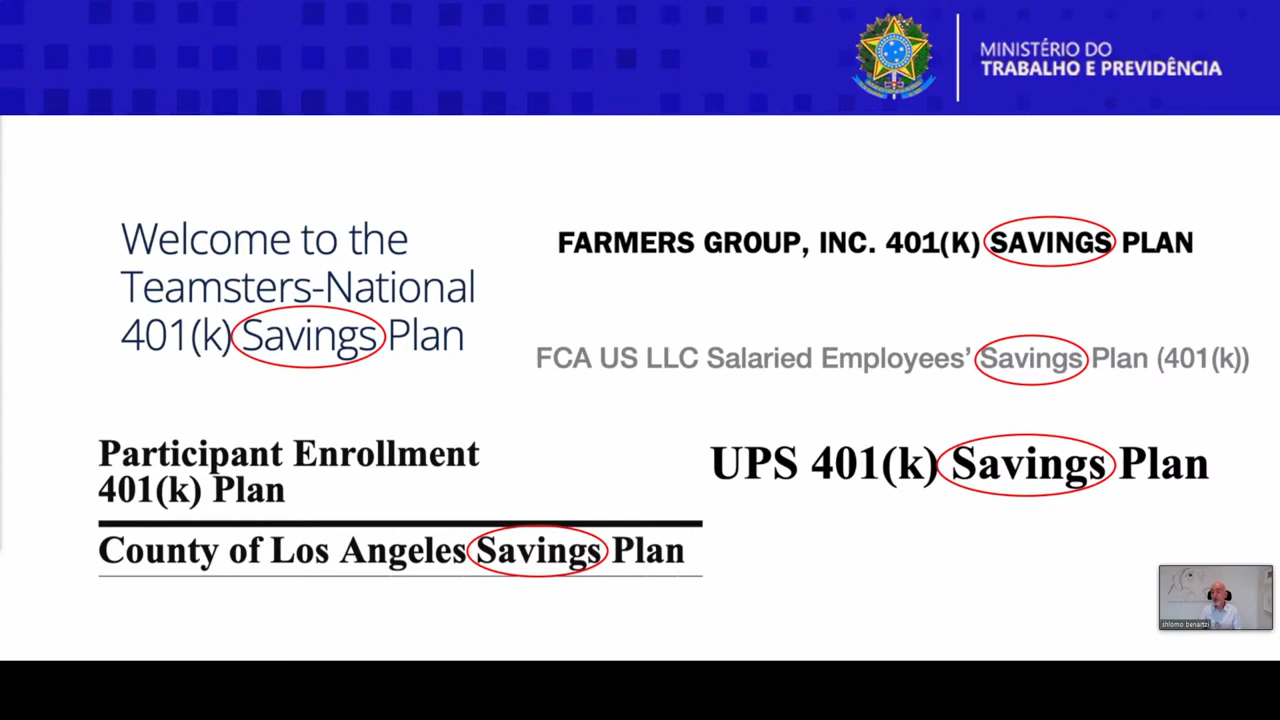 MINISTÉRIO DO
TRABALHO E PREVIDÊNCIA
Welcome to the
Teamsters-National
401(k) Savings Plan
FARMERS GROUP, INC. 401(K) SAVINGS PLAN
FCA US LLC Salaried Employees’ Savings Plan (401(k))
Participant Enrollment
401(k) Plan
County of Los Angeles Savings Plan
UPS 401(k) Savings Plan
shlomo benartzi